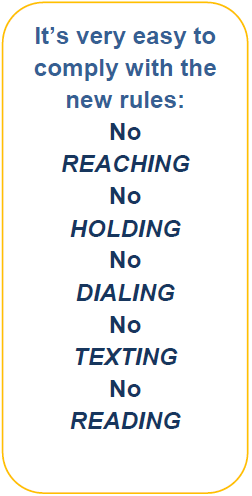 It’s very easy to
comply with the
new rules:
No
REACHING
No
HOLDING
No
DIALING
No
TEXTING
No
READING